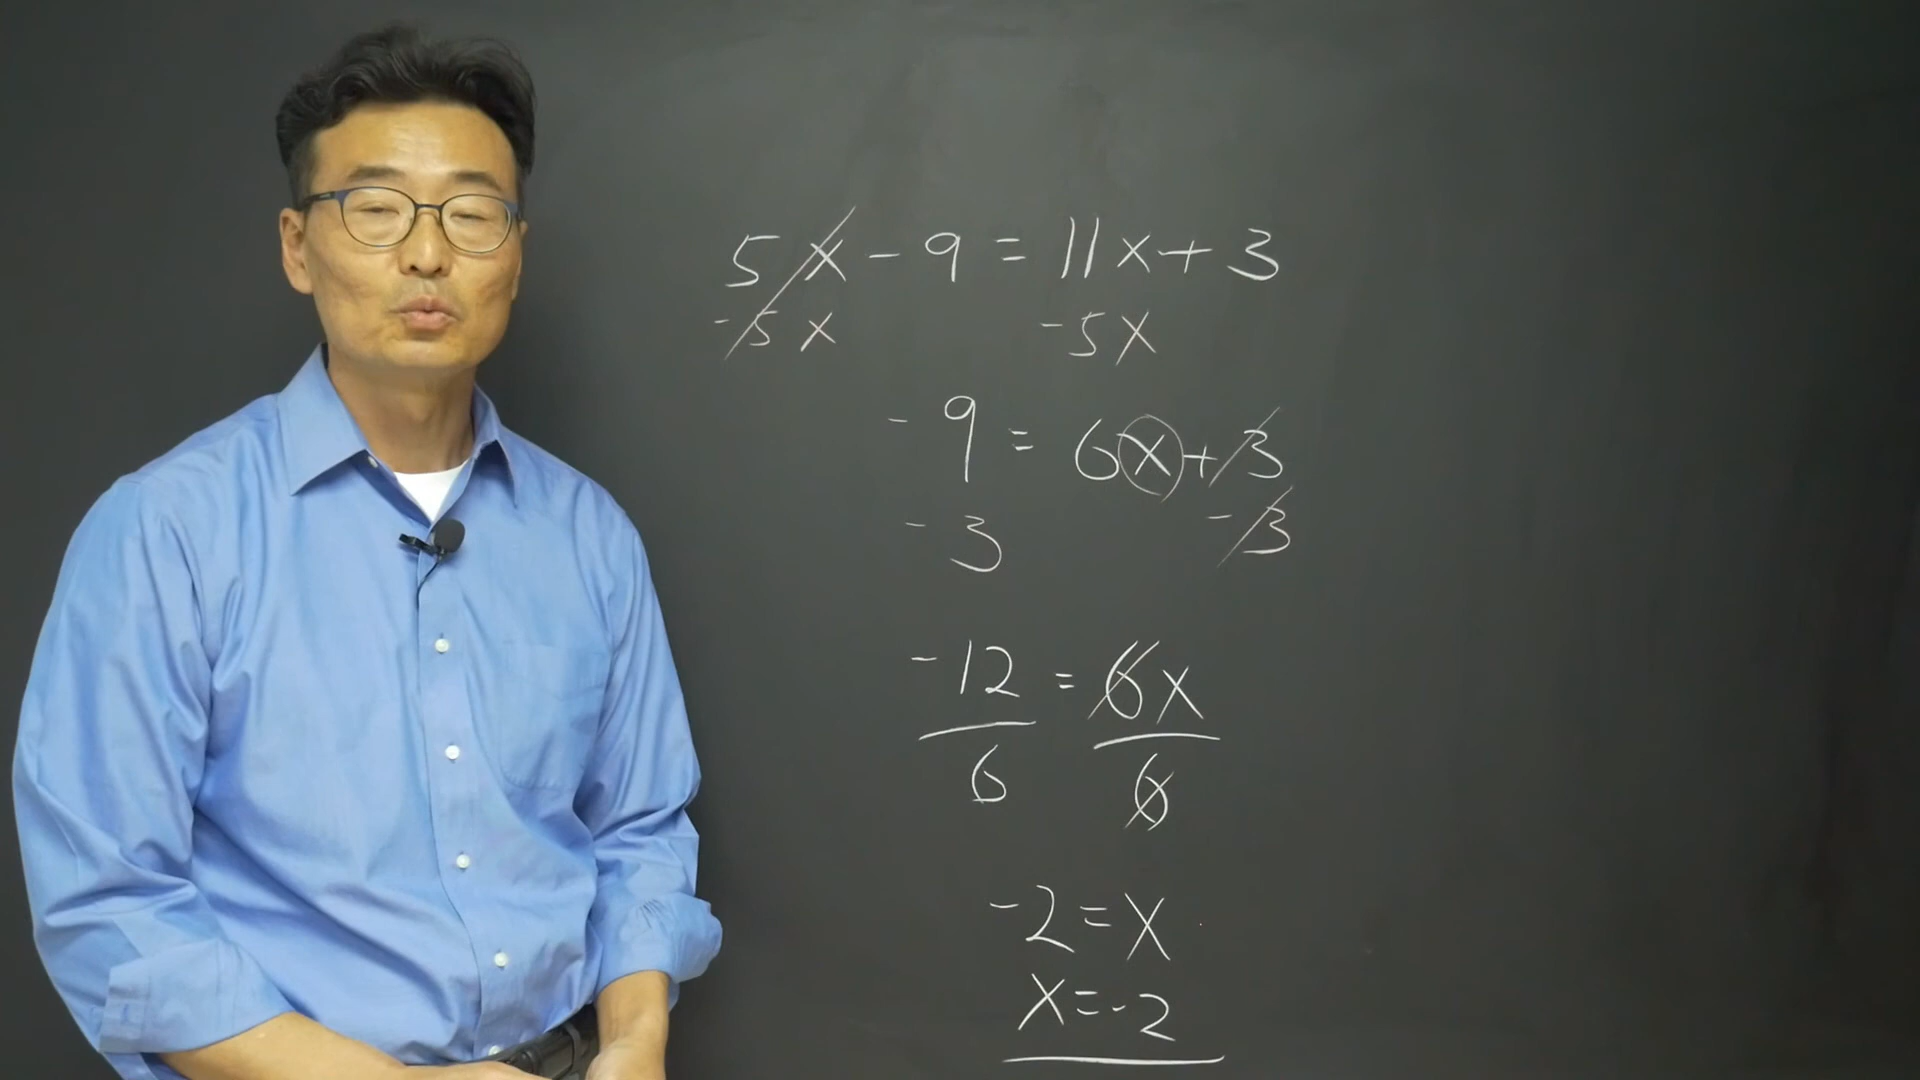 5x - 9 = 11x + 3
-5x -5x
-9 = 6x + 3
-3 -3
-12 = 6x
6 6
-2 = x
x = -2